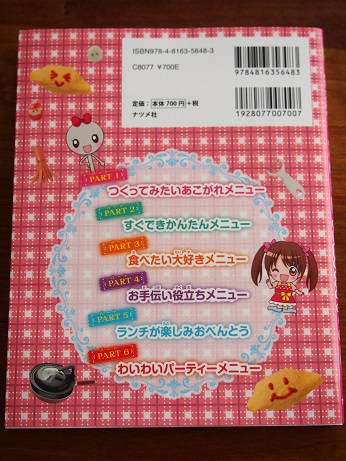 ISBN978-4-8163-5648-3
C8077 ¥700E
定価：本体 700円+税
ナツメ社
9784816356483
1928077007007
PART 1
つくってみたいあこがれメニュー
PART 2
すぐできかんたんメニュー
PART 3
食べたい大好きメニュー
PART 4
お手伝い役立ちメニュー
PART 5
ランチが楽しみおべんとう
PART 6
わいわいパーティーメニュー